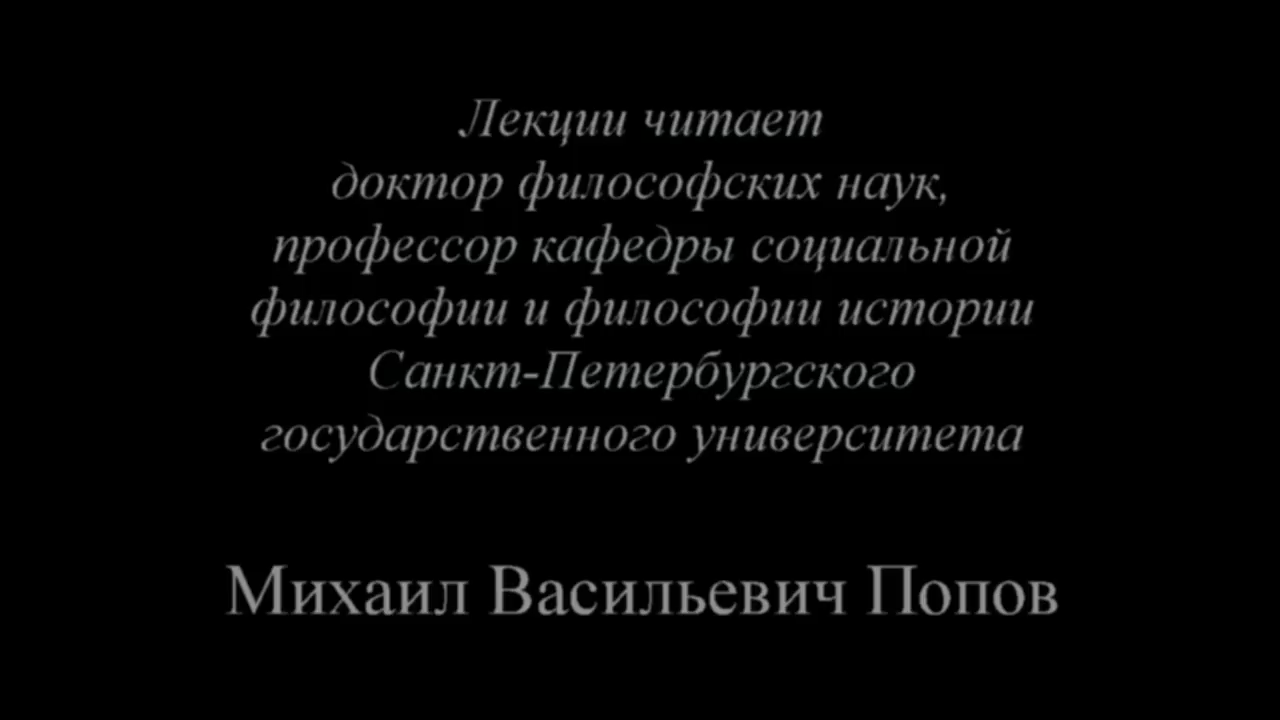 Лекции читает
доктор философских наук,
профессор кафедры социальной
философии и философии истории
Санкт-Петербургского
государственного университета
Михаил Васильевич Попов